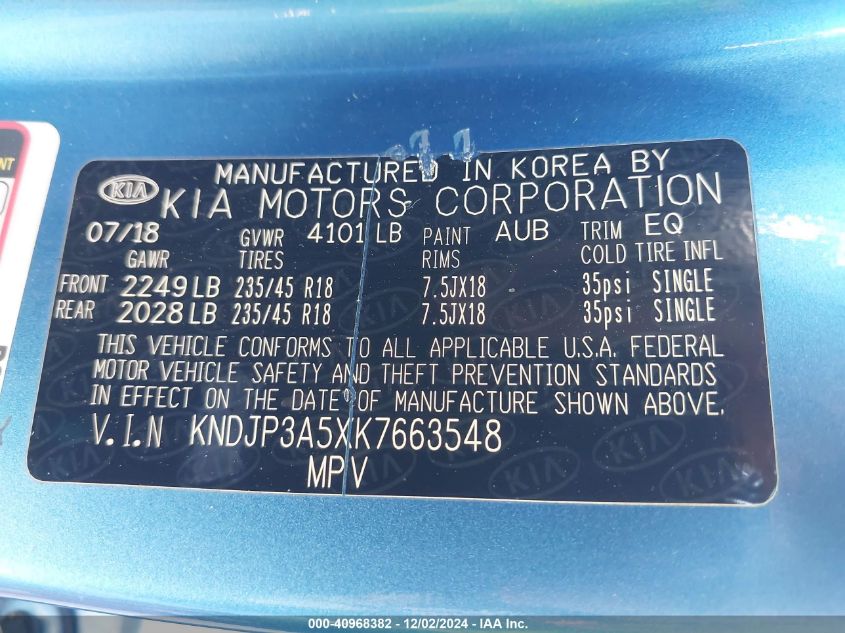 MANUFACTURED IN KOREA BY
KIA KIA MOTORS CORPORATION
07/18 GVWR 4101 LB PAINT AUB TRIM EQ
GAWR TIRES RIMS COLD TIRE INFL
FRONT 2249 LB 235/45 R18 7.5JX18 35psi SINGLE
REAR 2028 LB 235/45 R18 7.5JX18 35psi SINGLE
THIS VEHICLE CONFORMS TO ALL APPLICABLE U.S.A. FEDERAL
MOTOR VEHICLE SAFETY AND THEFT PREVENTION STANDARDS
IN EFFECT ON THE DATE OF MANUFACTURE SHOWN ABOVE.
V.I.N KNDJP3A5XK7663548
MPV
000-40968382 - 12/02/2024 - IAA Inc.